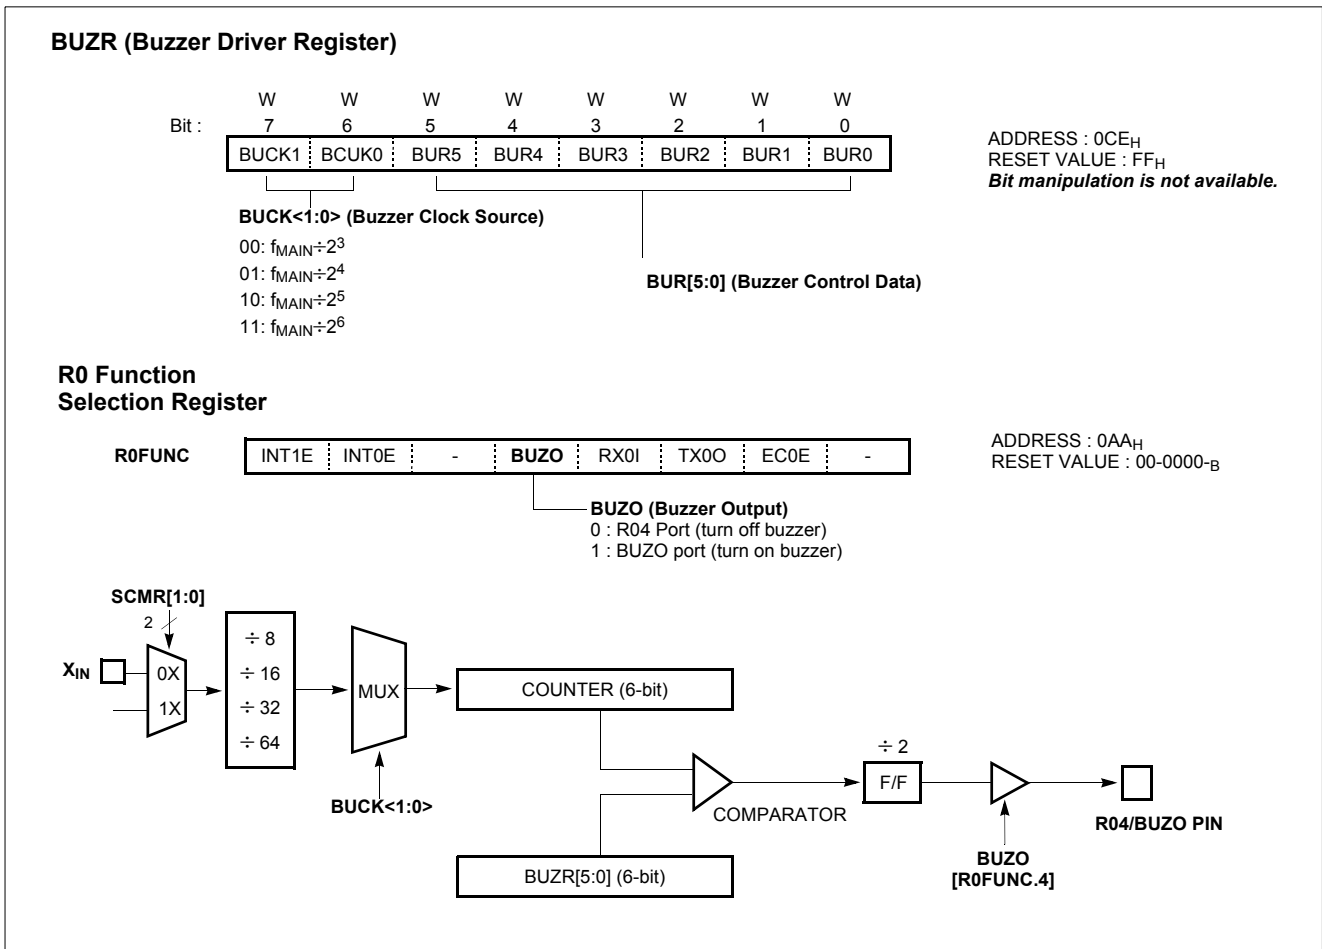 BUZR (Buzzer Driver Register)
W W W W W W W W
Bit : 7 6 5 4 3 2 1 0
BUCK1 BCUK0 BUR5 BUR4 BUR3 BUR2 BUR1 BUR0
ADDRESS : 0CEH
RESET VALUE : FFH
Bit manipulation is not available.
BUCK<1:0> (Buzzer Clock Source)
00: fMAIN÷2^3
01: fMAIN÷2^4
10: fMAIN÷2^5
11: fMAIN÷2^6
BUR[5:0] (Buzzer Control Data)
R0 Function
Selection Register
R0FUNC INT1E INT0E - BUZO RX0I TX0O EC0E -
ADDRESS : 0AAH
RESET VALUE : 00-0000-B
BUZO (Buzzer Output)
0 : R04 Port (turn off buzzer)
1 : BUZO port (turn on buzzer)
SCMR[1:0]
2
XIN
0X
1X
÷ 8
÷ 16
÷ 32
÷ 64
MUX
BUCK<1:0>
COUNTER (6-bit)
COMPARATOR
BUZR[5:0] (6-bit)
÷ 2
F/F
BUZO
[R0FUNC.4]
R04/BUZO PIN